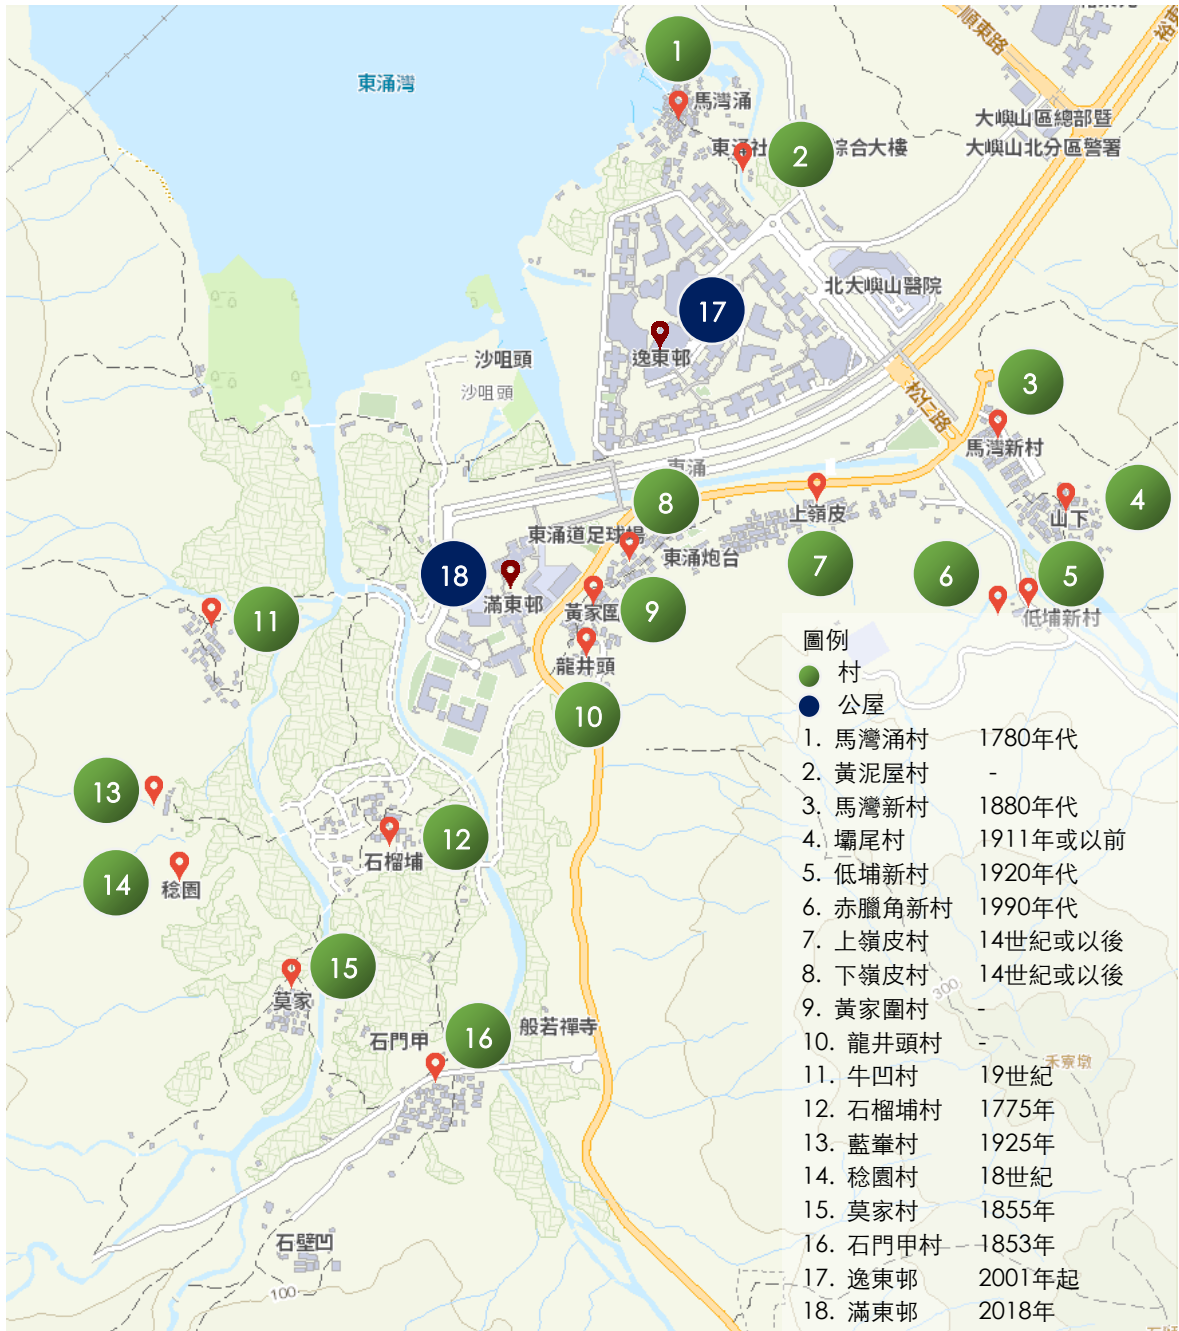 順東路
裕東
1
東涌灣
馬灣涌
大嶼山區總部暨
大嶼山北分區警署
2
東涌社
綜合大樓
北大嶼山醫院
17
逸東邨
沙咀頭
沙咀頭
松仁路
3
馬灣新村
東涌
8
4
上嶺皮
山下
東涌道足球場
東涌炮台
18
滿東邨
7
6
5
黃家圍
9
低埔新村
11
龍井頭
10
13
12
石榴埔
14
稔園
15
莫家
16
石門甲
般若禪寺
300
禾寮墩
石壁凹
100
圖例
村
公屋
1. 馬灣涌村 1780年代
2. 黃泥屋村 -
3. 馬灣新村 1880年代
4. 壩尾村 1911年或以前
5. 低埔新村 1920年代
6. 赤臘角新村 1990年代
7. 上嶺皮村 14世紀或以後
8. 下嶺皮村 14世紀或以後
9. 黃家圍村 -
10. 龍井頭村 -
11. 牛凹村 19世紀
12. 石榴埔村 1775年
13. 藍輋村 1925年
14. 稔園村 18世紀
15. 莫家村 1855年
16. 石門甲村 1853年
17. 逸東邨 2001年起
18. 滿東邨 2018年